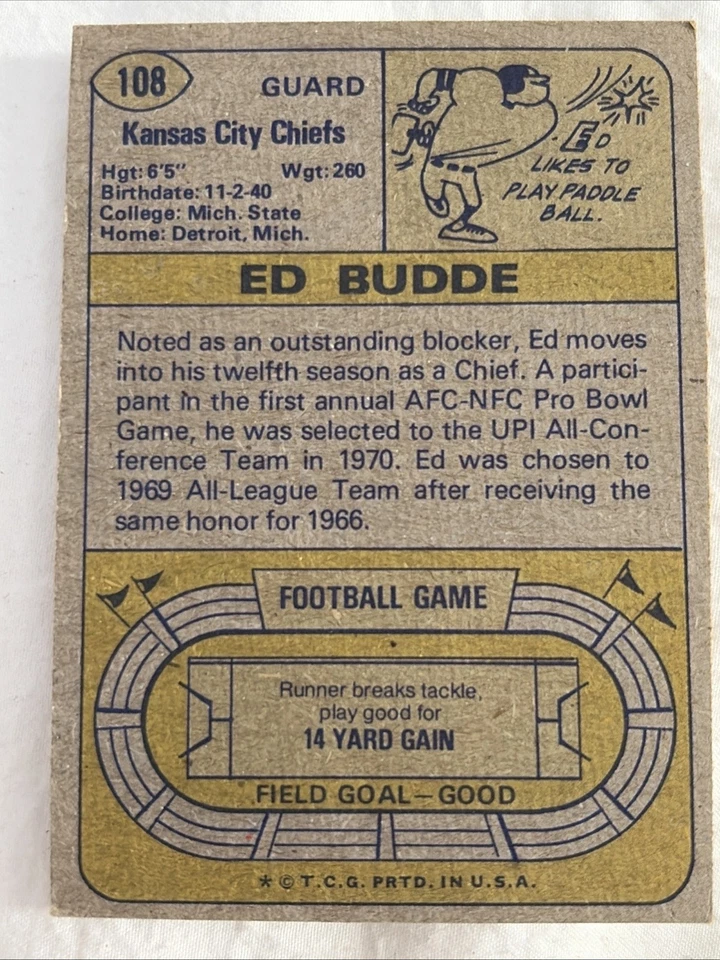 108
GUARD
Kansas City Chiefs
Hgt: 6'5" Wgt: 260
Birthdate: 11-2-40
College: Mich. State
Home: Detroit, Mich.
ED
LIKES TO
PLAY PADDLE
BALL.
ED BUDDE
Noted as an outstanding blocker, Ed moves
into his twelfth season as a Chief. A partici-
pant in the first annual AFC-NFC Pro Bowl
Game, he was selected to the UPI All-Con-
ference Team in 1970. Ed was chosen to
1969 All-League Team after receiving the
same honor for 1966.
FOOTBALL GAME
Runner breaks tackle,
play good for
14 YARD GAIN
FIELD GOAL—GOOD
* © T.C.G. PRTD. IN U.S.A.